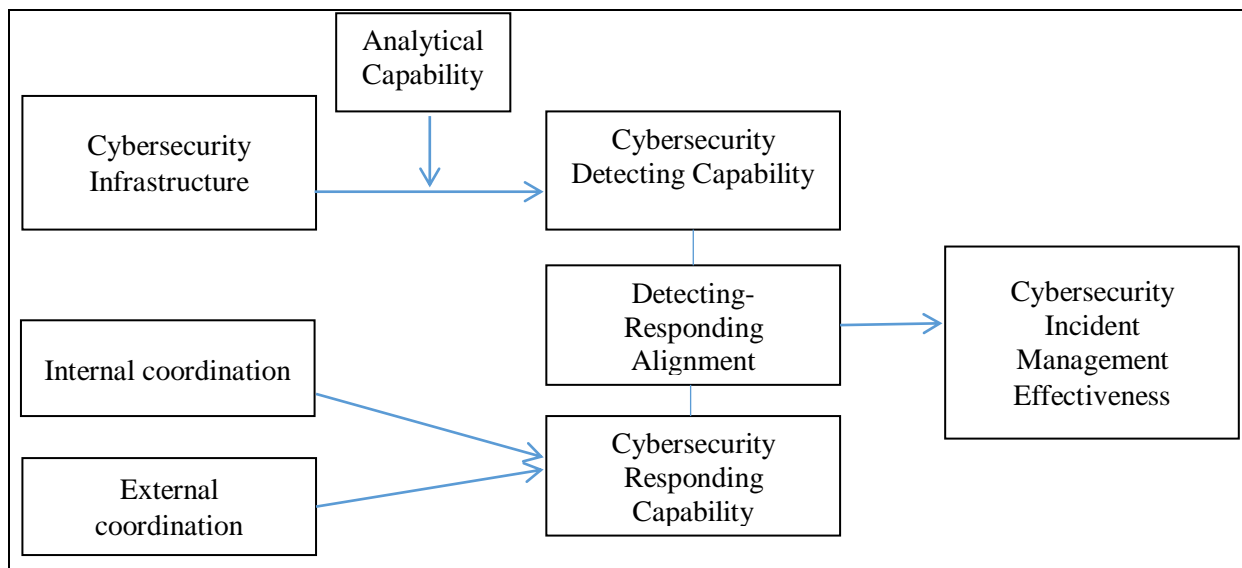 Analytical
Capability
Cybersecurity
Infrastructure
Cybersecurity
Detecting Capability
Detecting-
Responding
Alignment
Cybersecurity
Incident
Management
Effectiveness
Internal coordination
Cybersecurity
Responding
Capability
External
coordination